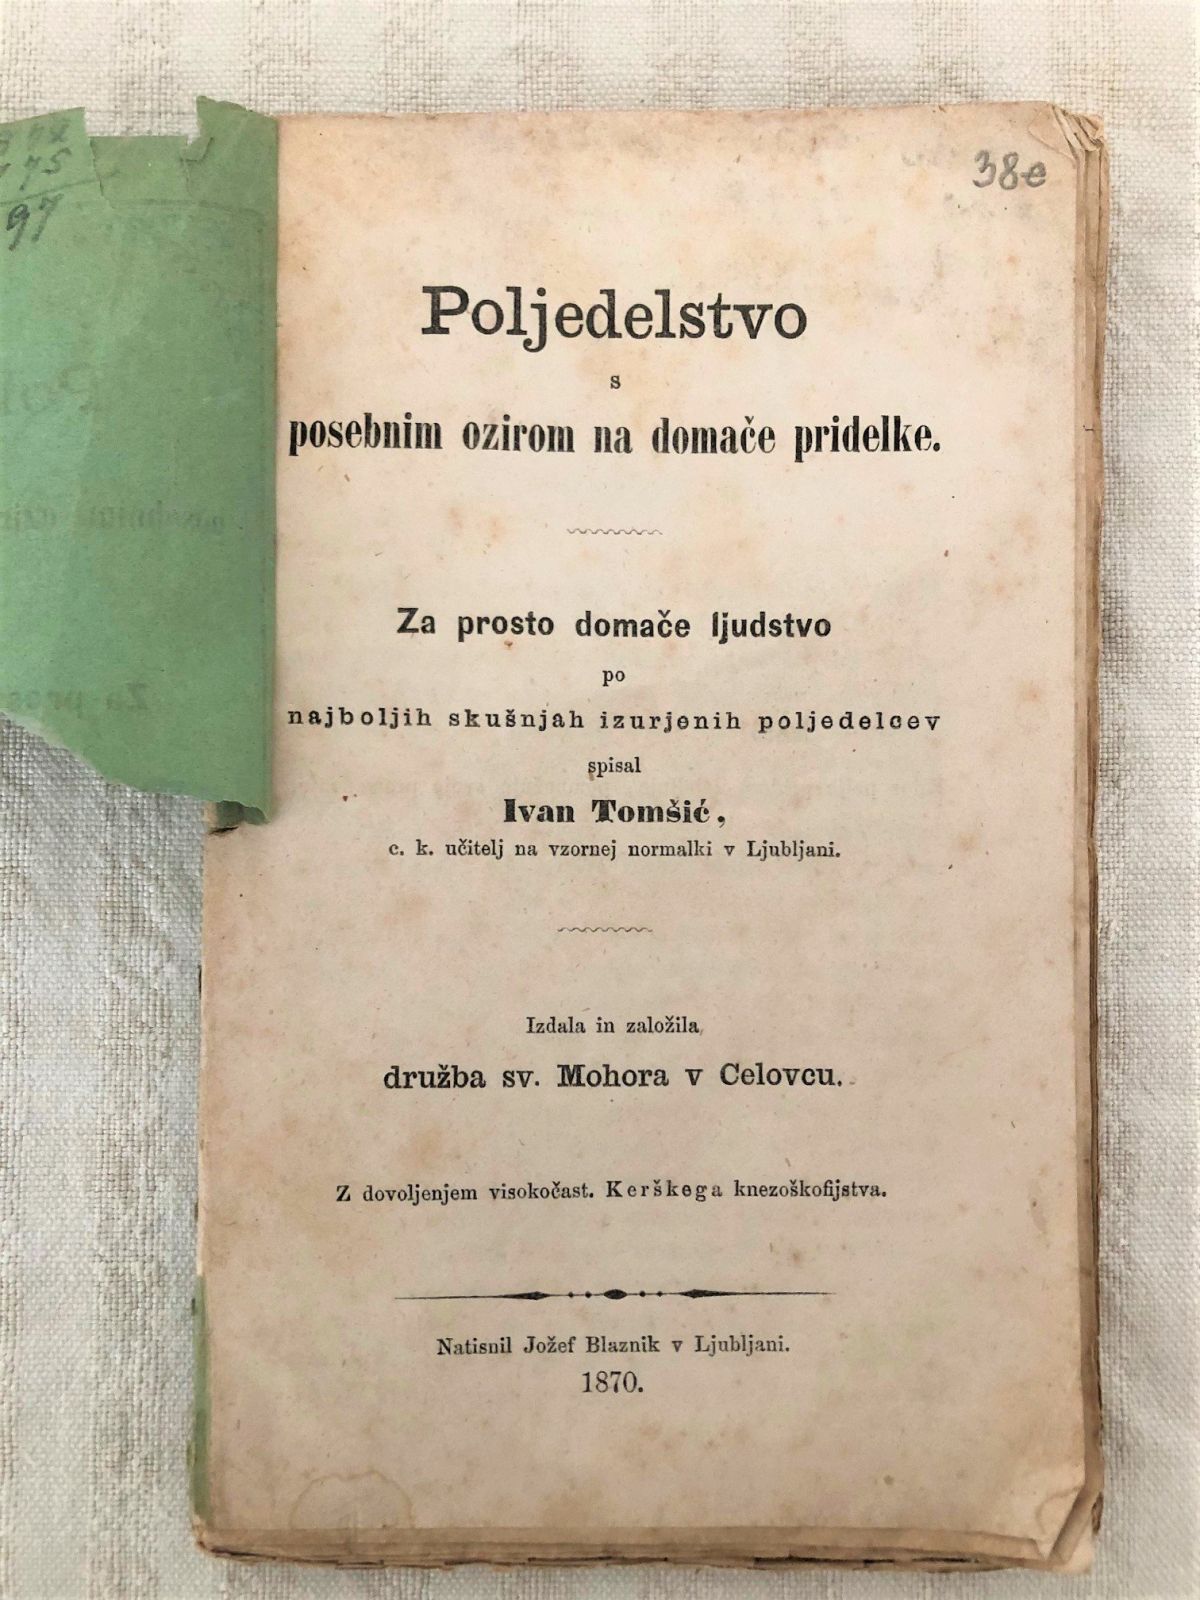 75
97
38e
Poljedelstvo
s
posebnim ozirom na domače pridelke.
Za prosto domače ljudstvo
po
najboljih skušnjah izurjenih poljedelcev
spisal
Ivan Tomšić,
c. k. učitelj na vzornej normalki v Ljubljani.
Izdala in založila
družba sv. Mohora v Celovcu.
Z dovoljenjem visokočast. Kerškega knezoškofijstva.
Natisnil Jožef Blaznik v Ljubljani.
1870.